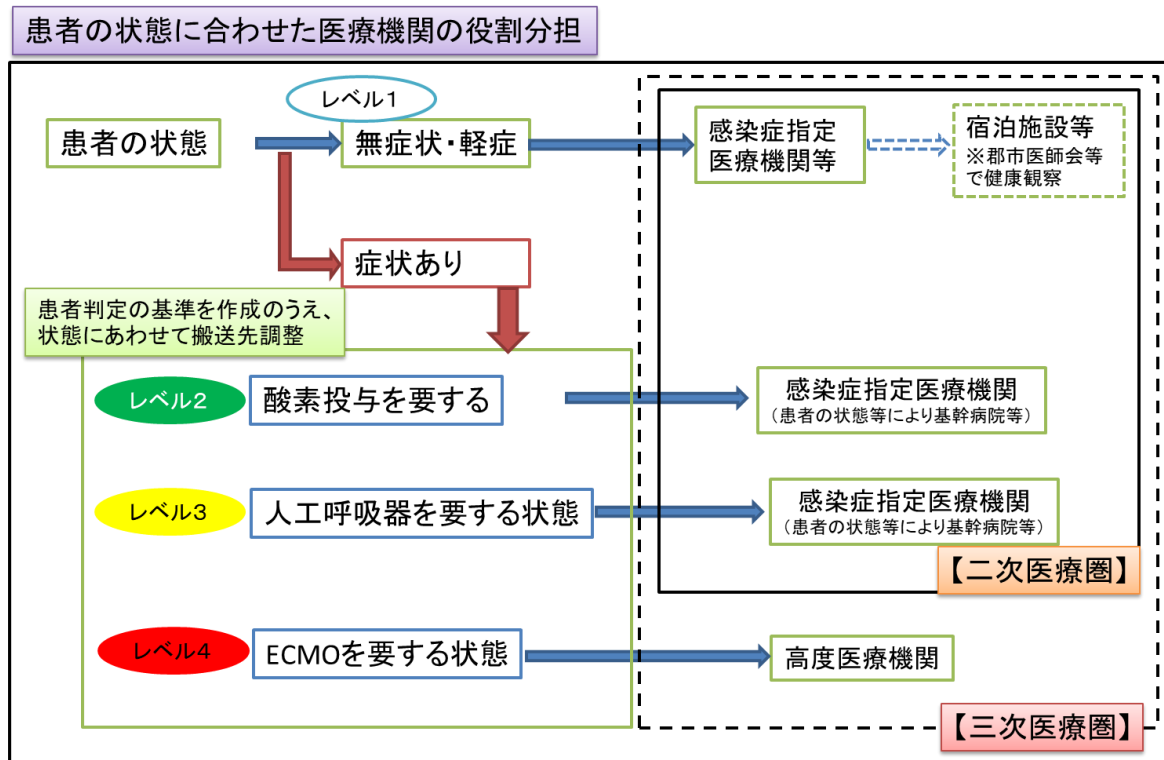 患者の状態に合わせた医療機関の役割分担
レベル1
患者の状態
無症状・軽症
感染症指定
医療機関等
宿泊施設等
※郡市医師会等
で健康観察
症状あり
患者判定の基準を作成のうえ、
状態にあわせて搬送先調整
レベル2
酸素投与を要する
感染症指定医療機関
（患者の状態等により基幹病院等）
レベル3
人工呼吸器を要する状態
感染症指定医療機関
（患者の状態等により基幹病院等）
【二次医療圏】
レベル4
ECMOを要する状態
高度医療機関
【三次医療圏】